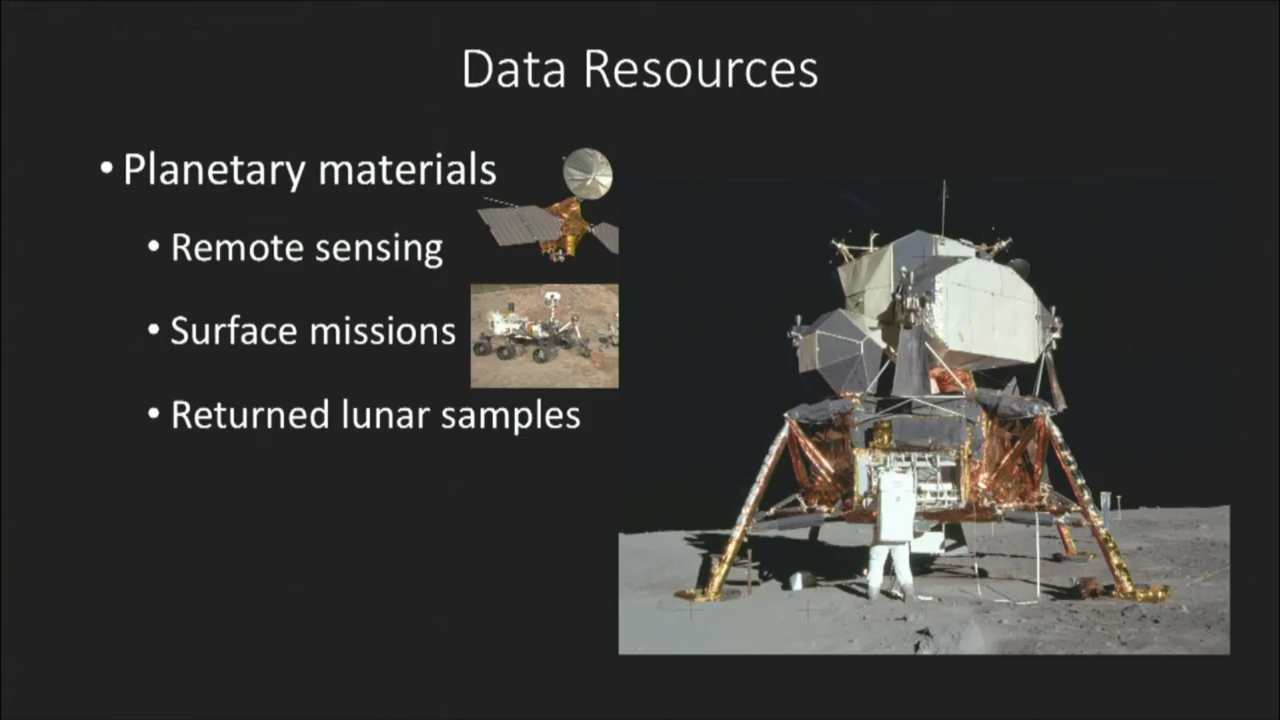 Data Resources
• Planetary materials
• Remote sensing
• Surface missions
• Returned lunar samples